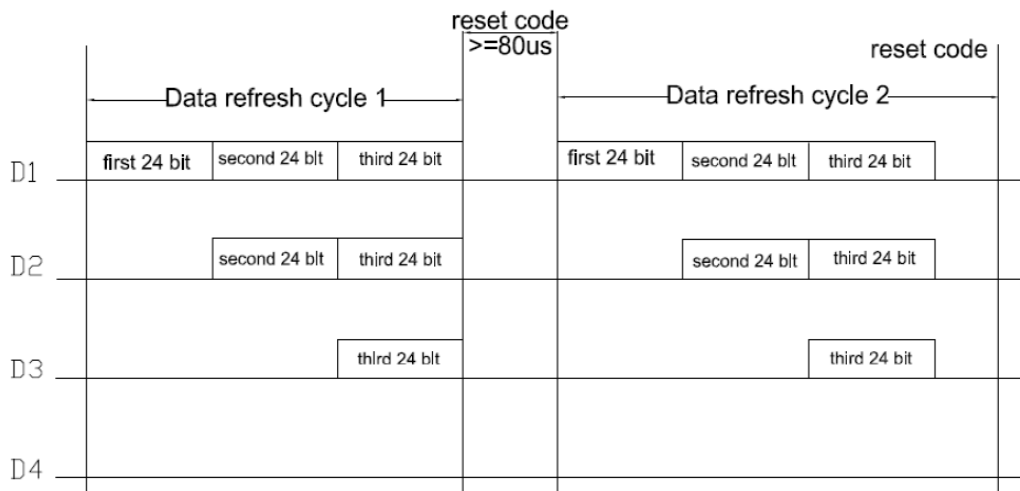 reset code
>=80us
reset code
Data refresh cycle 1
Data refresh cycle 2
D1 first 24 bit second 24 blt third 24 bit first 24 bit second 24 blt third 24 bit
D2 second 24 blt third 24 bit second 24 blt third 24 bit
D3 thlrd 24 blt third 24 bit
D4